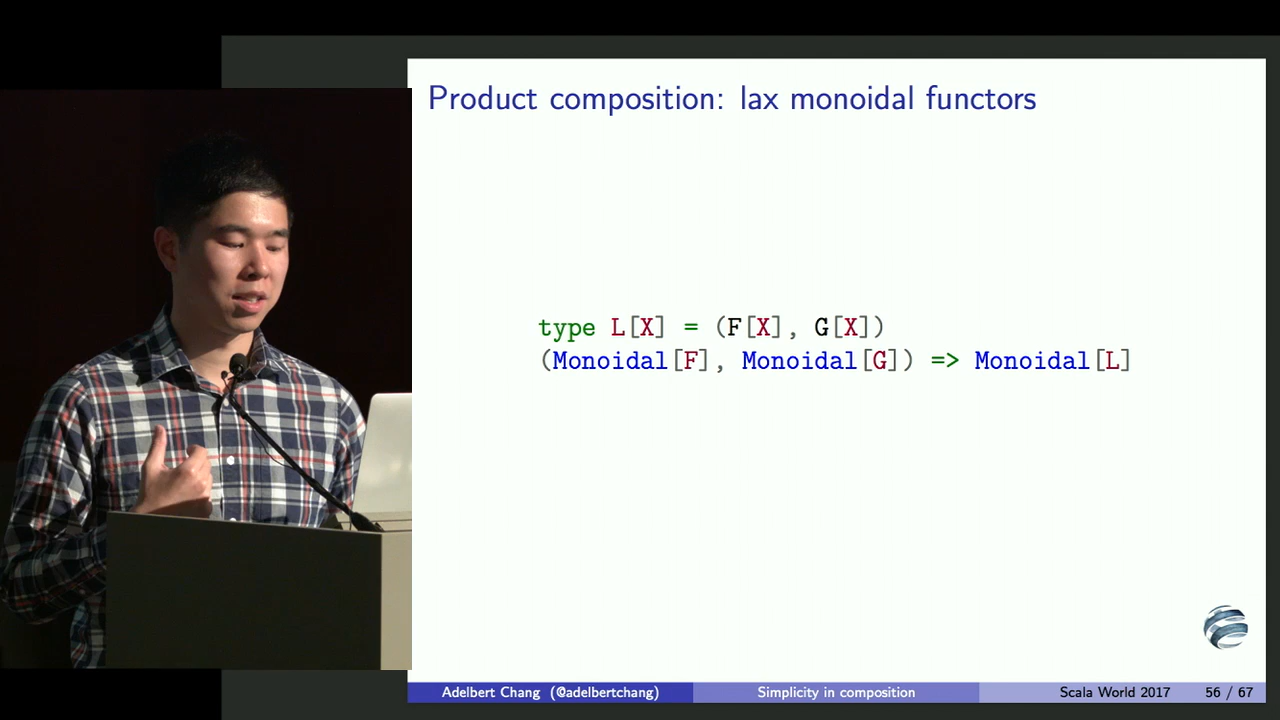 Product composition: lax monoidal functors
type L[X] = (F[X], G[X])
(Monoidal[F], Monoidal[G]) => Monoidal[L]
Adelbert Chang (@adelbertchang) Simplicity in composition Scala World 2017 56 / 67